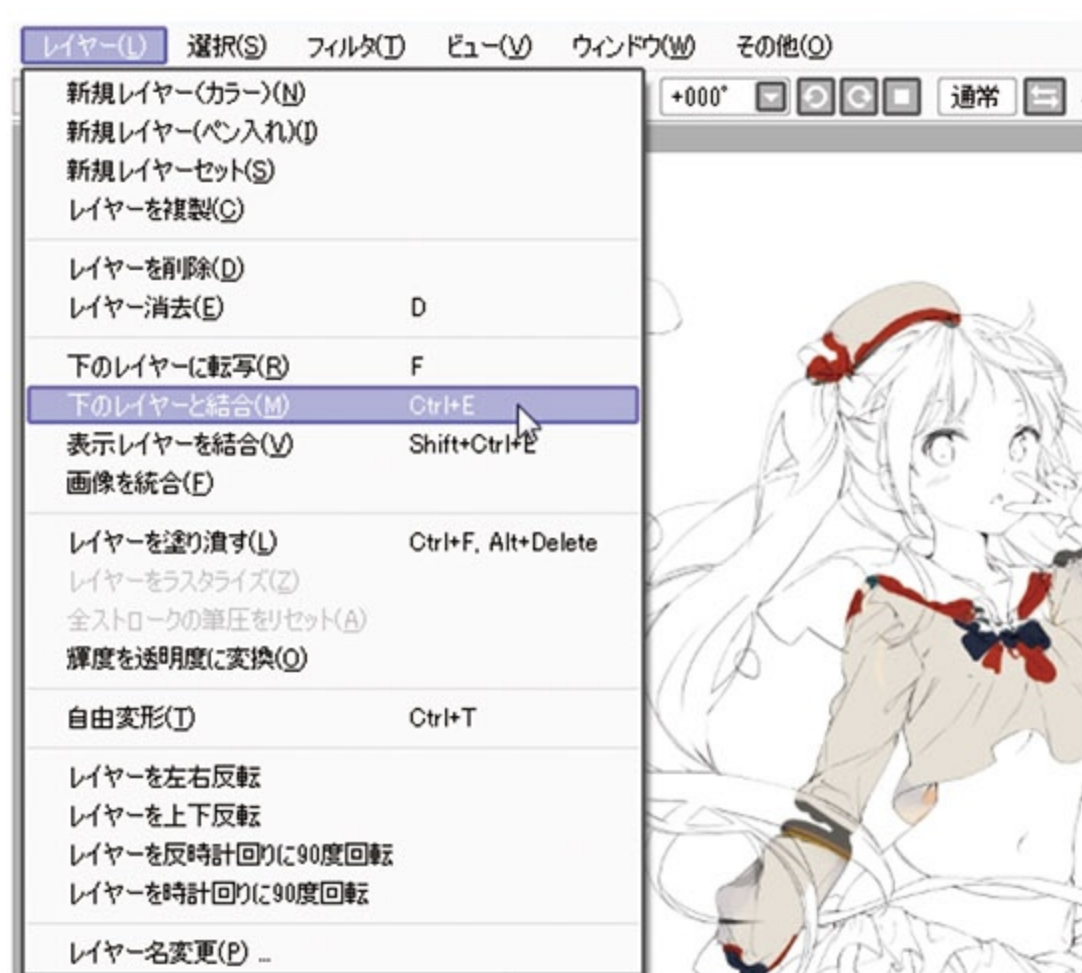 レイヤー(L) 選択(S) フィルタ(T) ビュー(V) ウィンドウ(W) その他(O)
+000° 通常
新規レイヤー(カラー)(N)
新規レイヤー(ペン入れ)(I)
新規レイヤーセット(S)
レイヤーを複製(C)
レイヤーを削除(D)
レイヤー消去(E) D
下のレイヤーに転写(R) F
下のレイヤーと結合(M) Ctrl+E
表示レイヤーを結合(V) Shift+Ctrl+E
画像を統合(F)
レイヤーを塗り潰す(L) Ctrl+F, Alt+Delete
レイヤーをラスタライズ(Z)
全ストロークの筆圧をリセット(A)
輝度を透明度に変換(O)
自由変形(T) Ctrl+T
レイヤーを左右反転
レイヤーを上下反転
レイヤーを反時計回りに90度回転
レイヤーを時計回りに90度回転
レイヤー名変更(P) ...